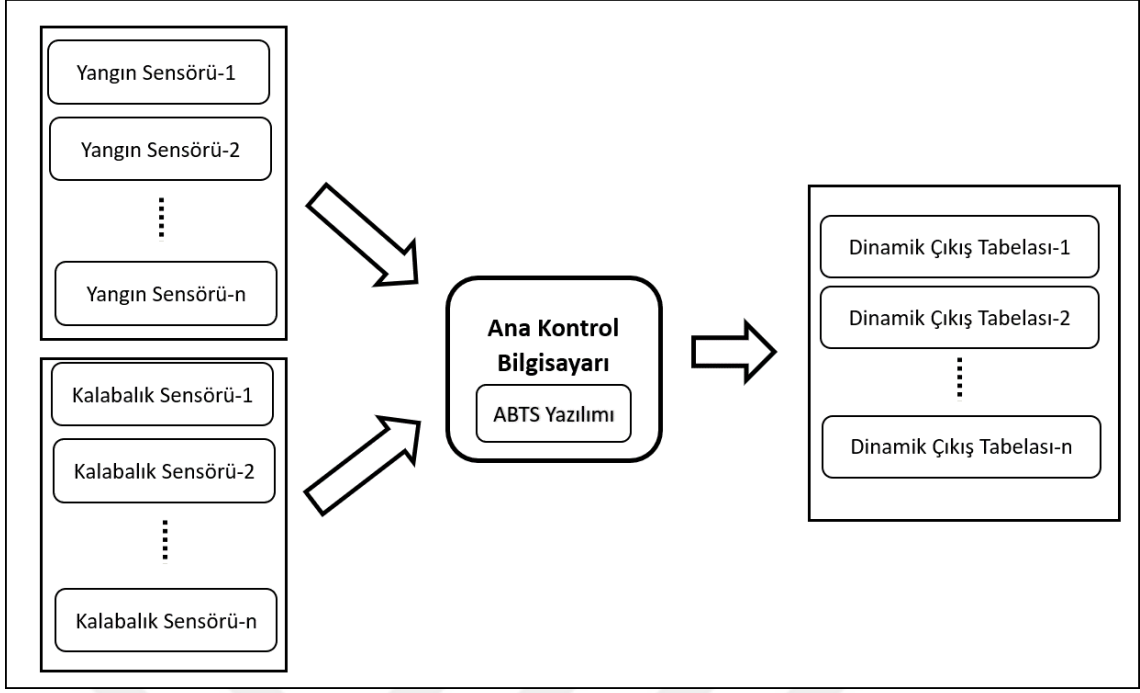 Yangın Sensörü-1
Yangın Sensörü-2
Yangın Sensörü-n
Kalabalık Sensörü-1
Kalabalık Sensörü-2
Kalabalık Sensörü-n
Ana Kontrol
Bilgisayarı
ABTS Yazılımı
Dinamik Çıkış Tabelası-1
Dinamik Çıkış Tabelası-2
Dinamik Çıkış Tabelası-n